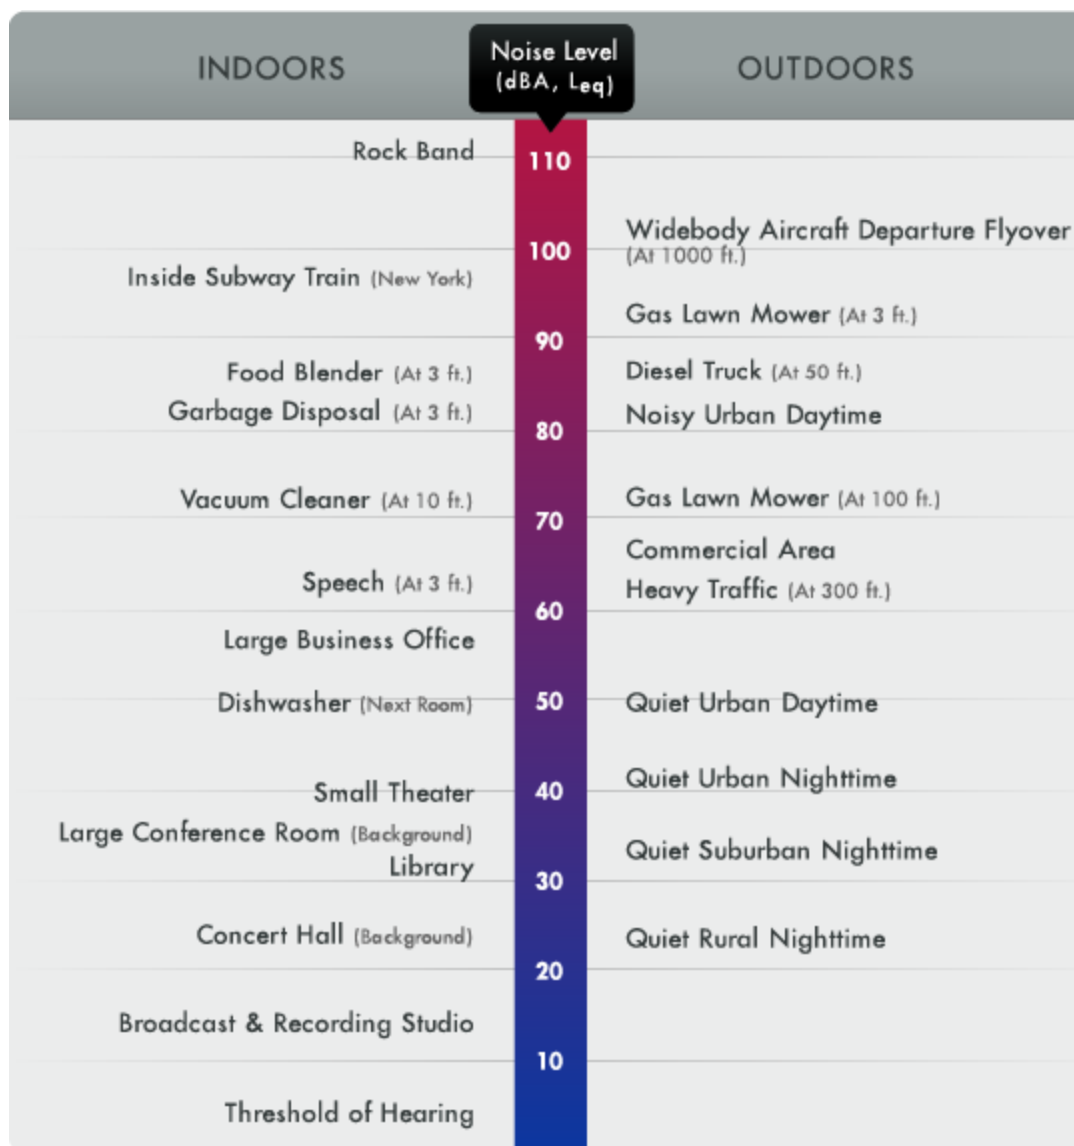 INDOORS
Noise Level
(dBA, Leq)
OUTDOORS
Rock Band
110
Widebody Aircraft Departure Flyover
(At 1000 ft.)
100
Inside Subway Train (New York)
Gas Lawn Mower (At 3 ft.)
90
Food Blender (At 3 ft.)
Diesel Truck (At 50 ft.)
Garbage Disposal (At 3 ft.)
Noisy Urban Daytime
80
Vacuum Cleaner (At 10 ft.)
Gas Lawn Mower (At 100 ft.)
70
Commercial Area
Speech (At 3 ft.)
Heavy Traffic (At 300 ft.)
60
Large Business Office
Dishwasher (Next Room)
50
Quiet Urban Daytime
Quiet Urban Nighttime
Small Theater
40
Large Conference Room (Background)
Quiet Suburban Nighttime
Library
30
Concert Hall (Background)
Quiet Rural Nighttime
20
Broadcast & Recording Studio
10
Threshold of Hearing